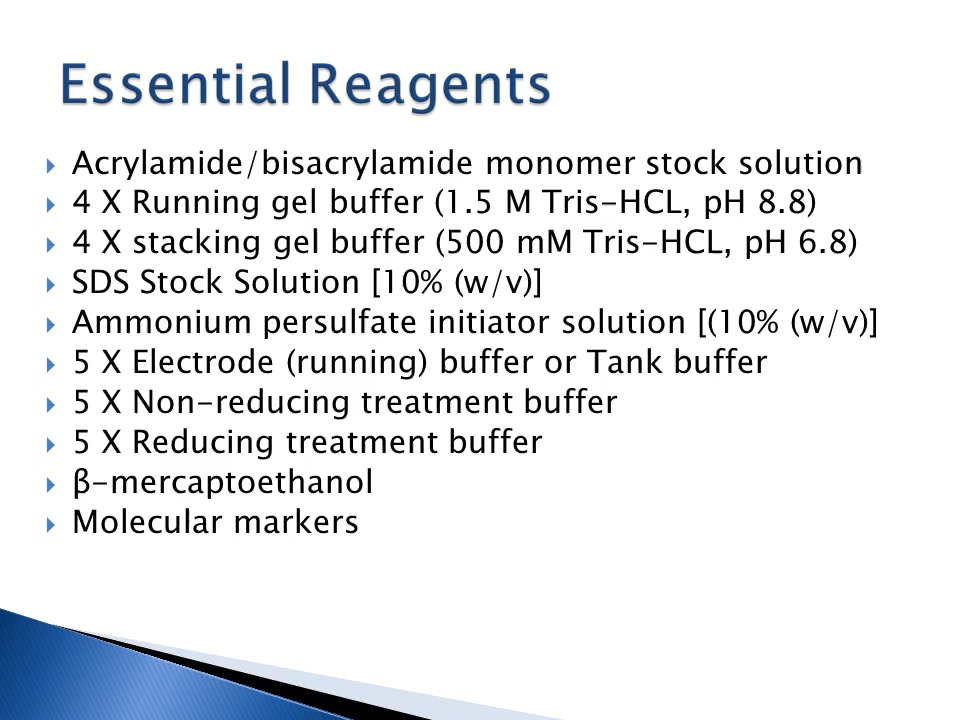 Essential Reagents
Acrylamide/bisacrylamide monomer stock solution
4 X Running gel buffer (1.5 M Tris-HCL, pH 8.8)
4 X stacking gel buffer (500 mM Tris-HCL, pH 6.8)
SDS Stock Solution [10% (w/v)]
Ammonium persulfate initiator solution [(10% (w/v)]
5 X Electrode (running) buffer or Tank buffer
5 X Non-reducing treatment buffer
5 X Reducing treatment buffer
β-mercaptoethanol
Molecular markers